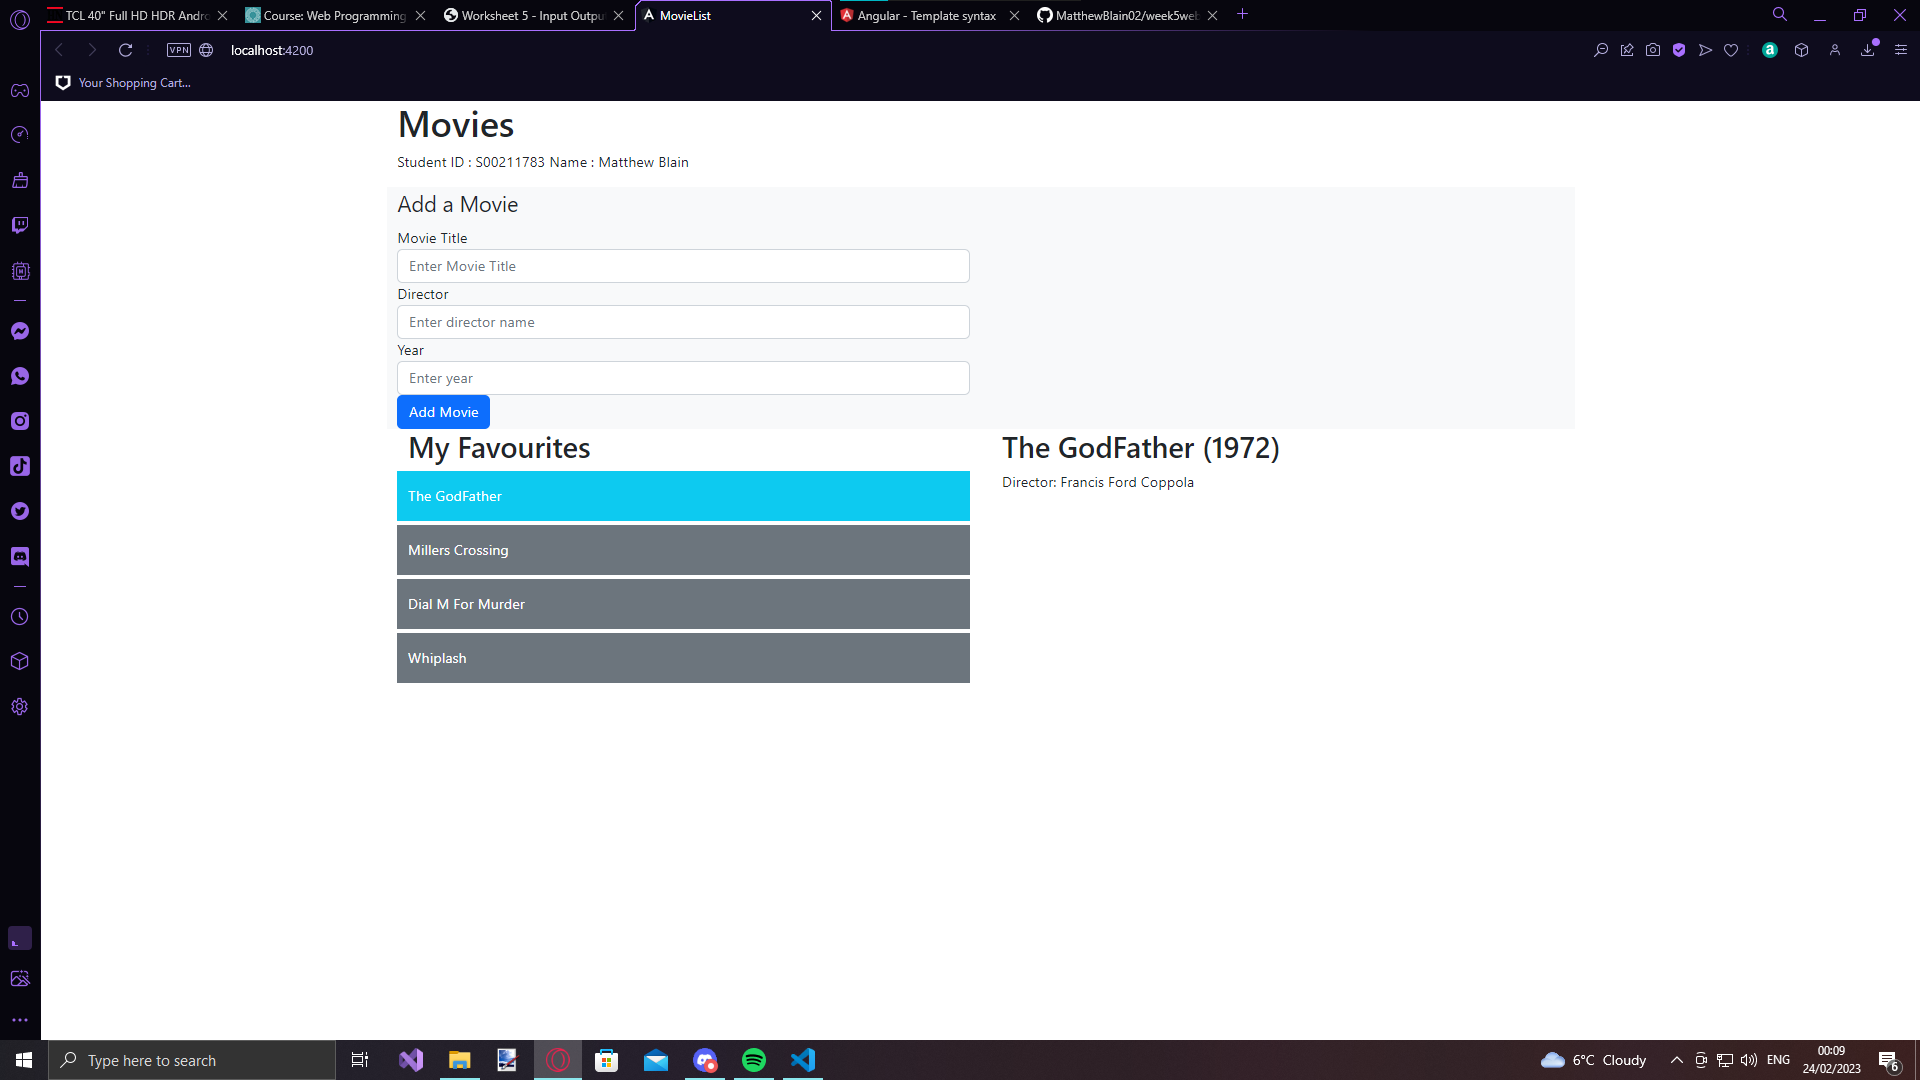 TCL 40" Full HD HDR Andro
Course: Web Programming
Worksheet 5 - Input Outpu
MovieList
Angular - Template syntax
MatthewBlain02/week5web
VPN
localhost:4200
Your Shopping Cart...
Movies
Student ID : S00211783 Name : Matthew Blain
Add a Movie
Movie Title
Enter Movie Title
Director
Enter director name
Year
Enter year
Add Movie
My Favourites
The GodFather (1972)
The GodFather
Director: Francis Ford Coppola
Millers Crossing
Dial M For Murder
Whiplash
Type here to search
6°C Cloudy
ENG
00:09
24/02/2023
6